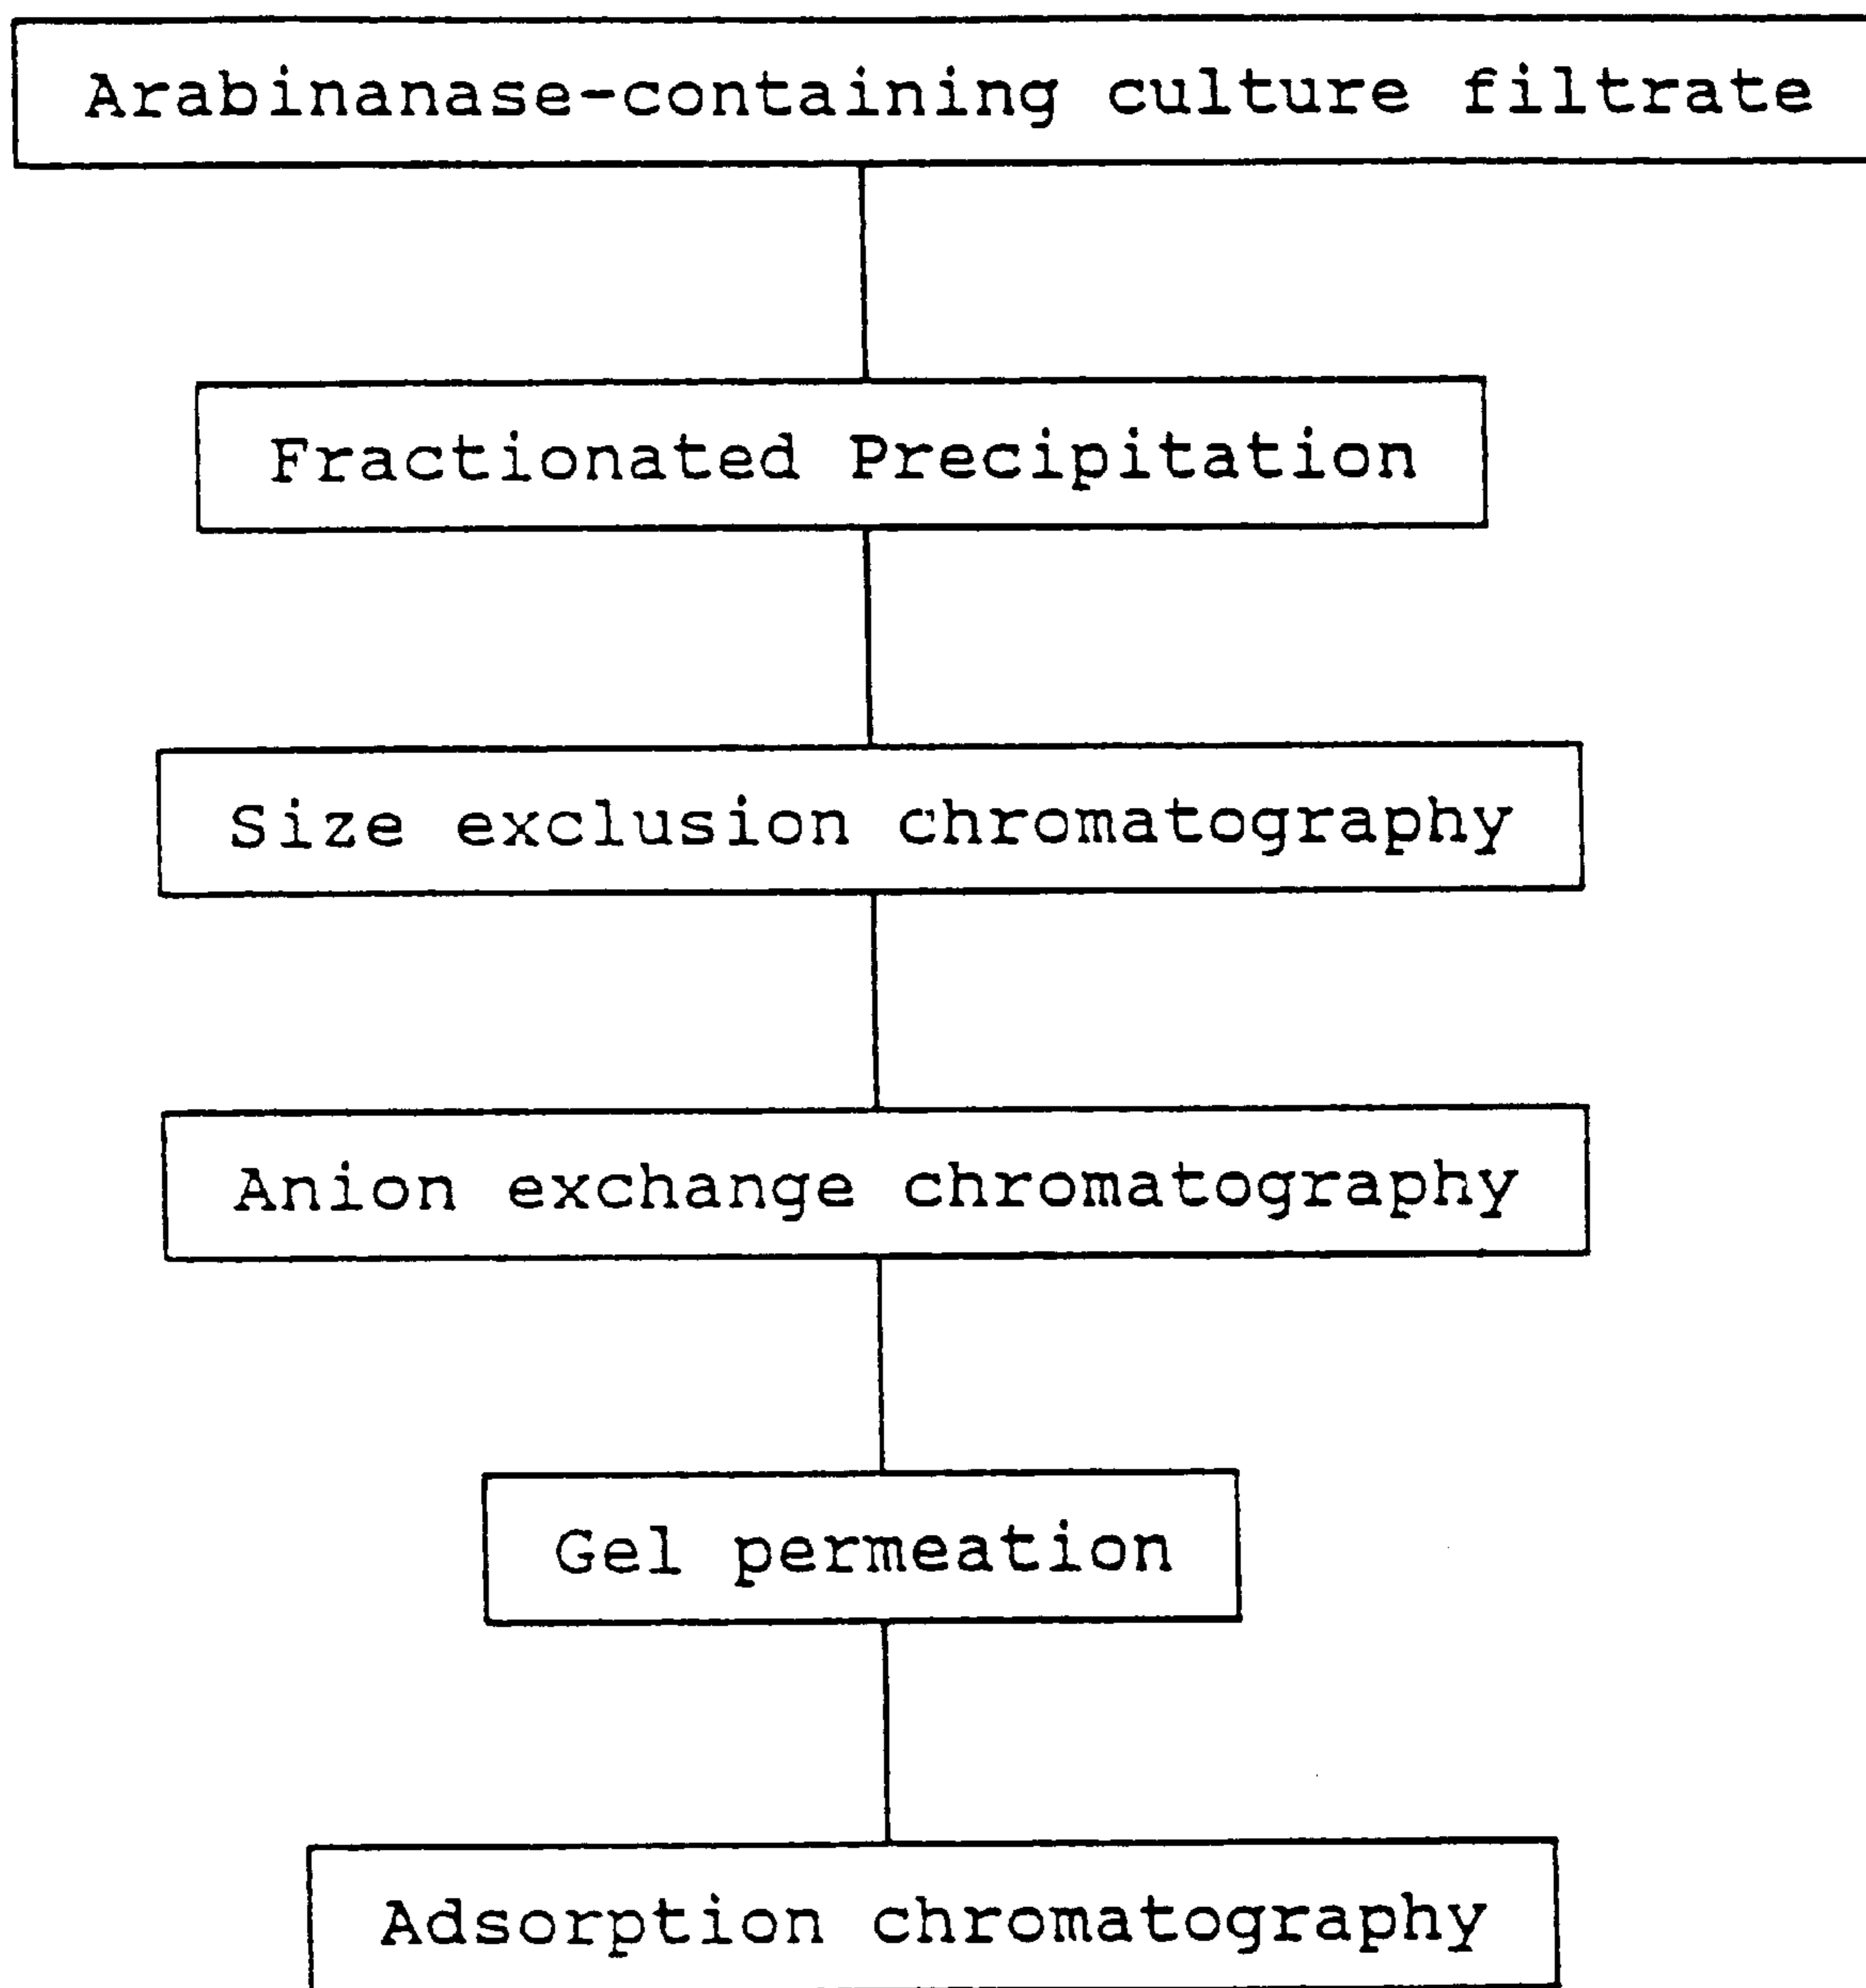 Arabinanase-containing culture filtrate
Fractionated Precipitation
Size exclusion chromatography
Anion exchange chromatography
Gel permeation
Adsorption chromatography